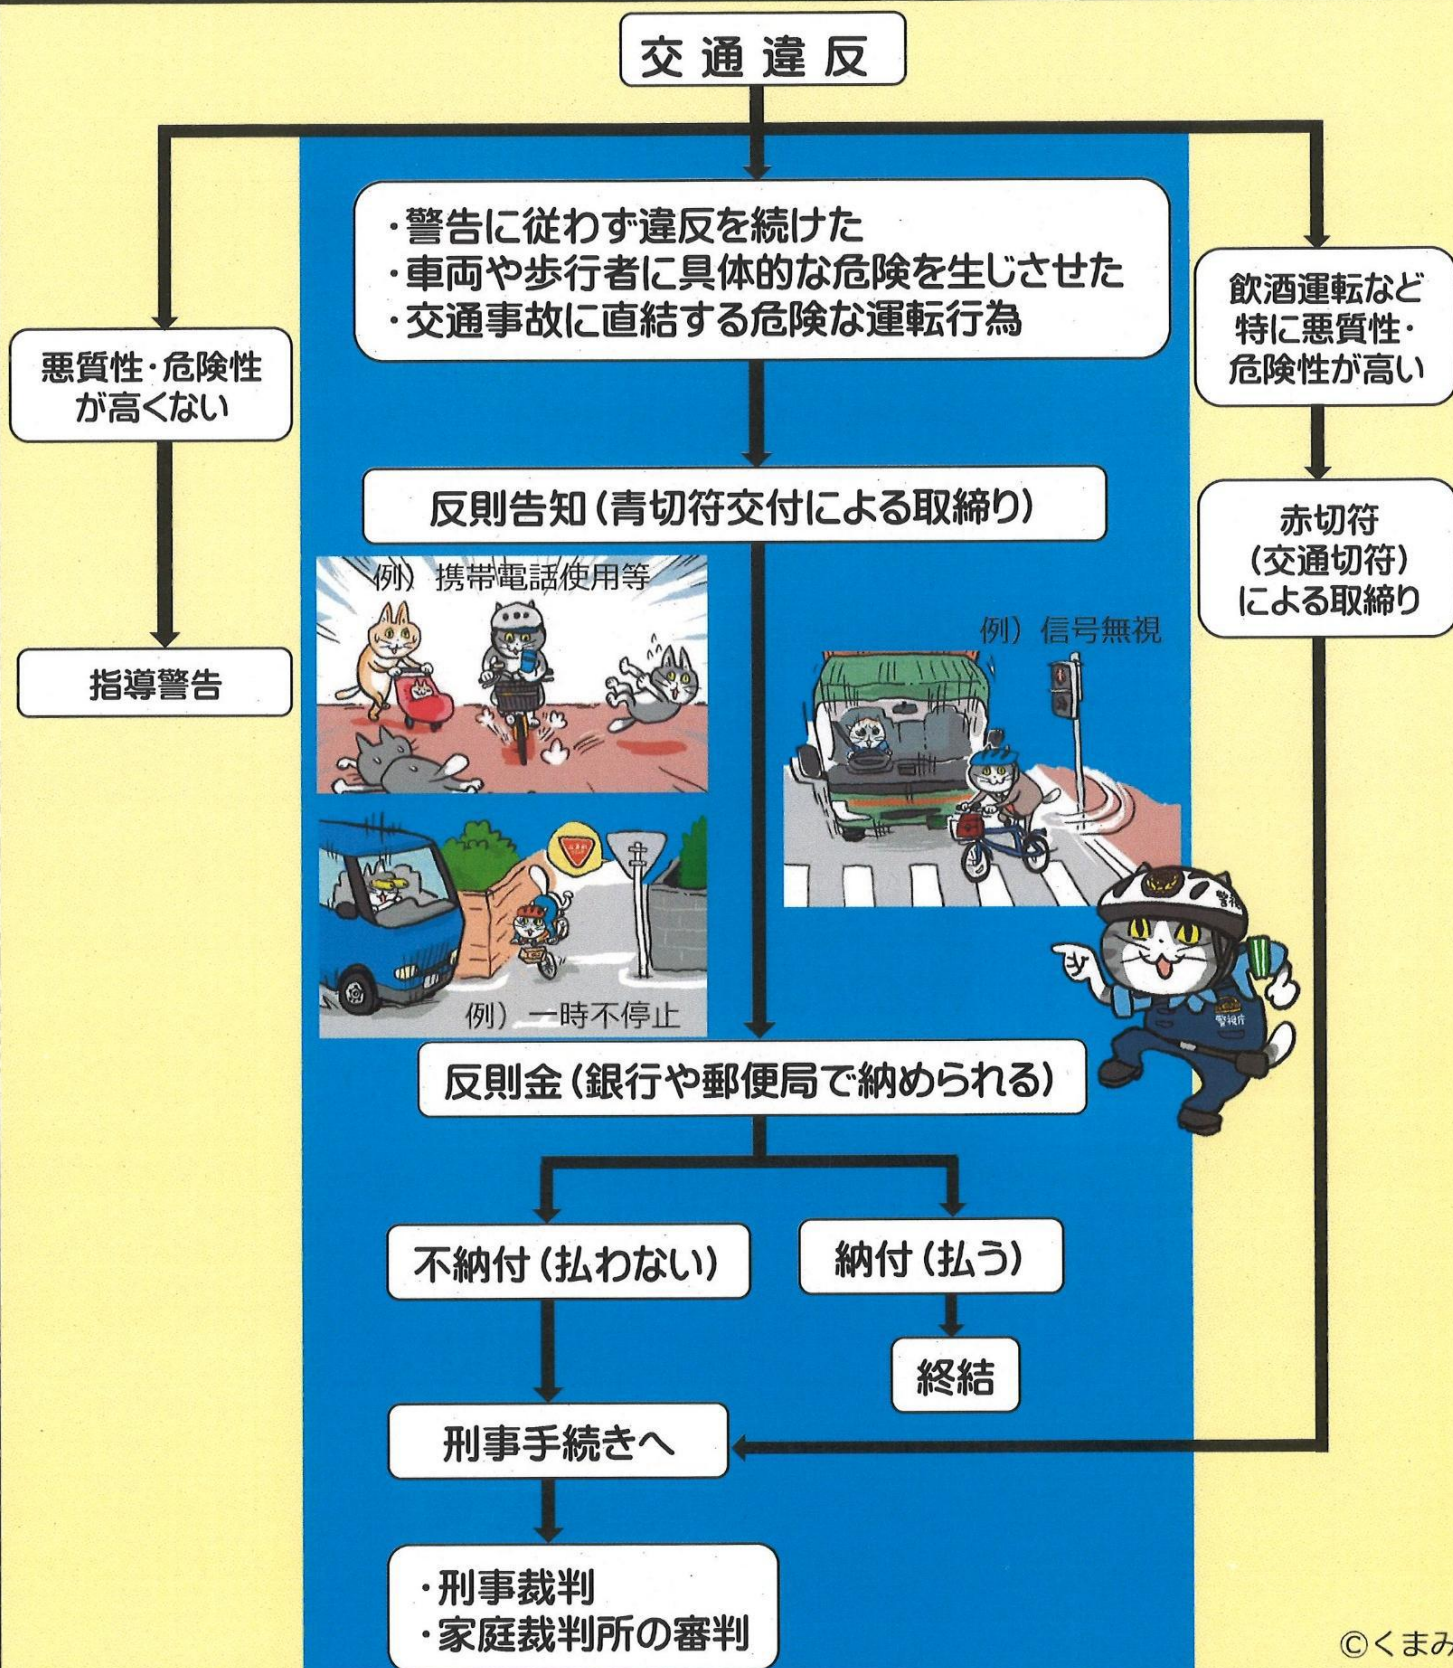 交通違反
・警告に従わず違反を続けた
・車両や歩行者に具体的な危険を生じさせた
・交通事故に直結する危険な運転行為
悪質性・危険性
が高くない
飲酒運転など
特に悪質性・
危険性が高い
指導警告
反則告知(青切符交付による取締り)
赤切符
(交通切符)
による取締り
例)携帯電話使用等
例)信号無視
例)一時不停止
警視庁
反則金(銀行や郵便局で納められる)
不納付(払わない)
納付(払う)
終結
刑事手続きへ
・刑事裁判
・家庭裁判所の審判
©くまみ